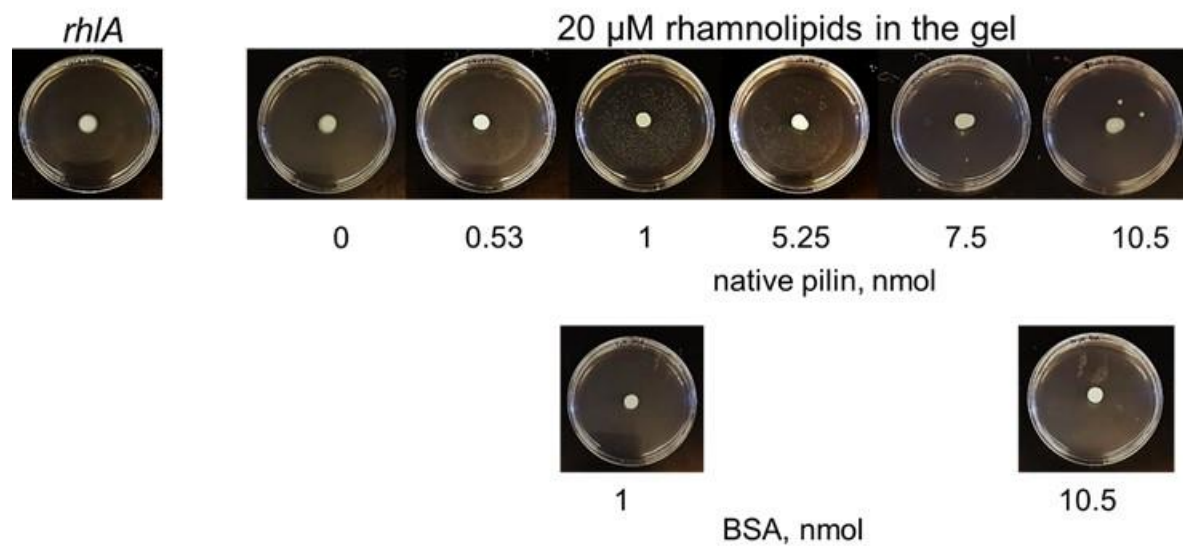 rhlA
20 µM rhamnolipids in the gel
0 0.53 1 5.25 7.5 10.5
native pilin, nmol
1 10.5
BSA, nmol